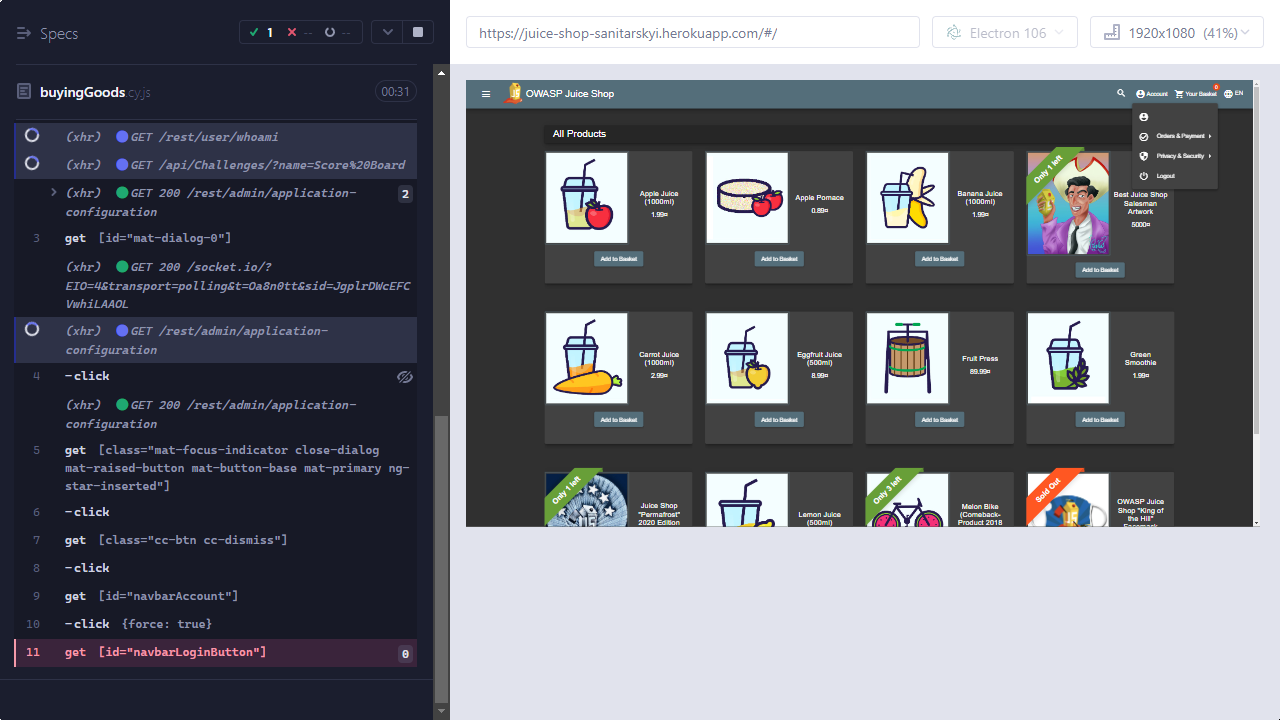 Specs
1
--
--
buyingGoods.cy.js
00:31
(xhr) GET /rest/user/whoami
(xhr) GET /api/Challenges/?name=Score%20Board
(xhr) GET 200 /rest/admin/application-
configuration
2
3 get [id="mat-dialog-0"]
(xhr) GET 200 /socket.io/?
EIO=4&transport=polling&t=Oa8n0tt&sid=JgplrDWcEFC
VwhiLAAOL
(xhr) GET /rest/admin/application-
configuration
4 -click
(xhr) GET 200 /rest/admin/application-
configuration
5 get [class="mat-focus-indicator close-dialog
mat-raised-button mat-button-base mat-primary ng-
star-inserted"]
6 -click
7 get [class="cc-btn cc-dismiss"]
8 -click
9 get [id="navbarAccount"]
10 -click {force: true}
11 get [id="navbarLoginButton"]
0
https://juice-shop-sanitarskyi.herokuapp.com/#/
Electron 106
1920x1080 (41%)
OWASP Juice Shop
Account
Your Basket
EN
Orders & Payment
Privacy & Security
Logout
All Products
Apple Juice
(1000ml)
1.99¤
Add to Basket
Apple Pomace
0.89¤
Add to Basket
Banana Juice
(1000ml)
1.99¤
Add to Basket
Only 1 left
Best Juice Shop
Salesman
Artwork
5000¤
Add to Basket
Carrot Juice
(1000ml)
2.99¤
Add to Basket
Eggfruit Juice
(500ml)
8.99¤
Add to Basket
Fruit Press
89.99¤
Add to Basket
Green
Smoothie
1.99¤
Add to Basket
Only 1 left
Juice Shop
"Permafrost"
2020 Edition
Lemon Juice
(500ml)
Only 3 left
Melon Bike
(Comeback-
Product 2018
Sold Out
OWASP Juice
Shop "King of
the Hill"